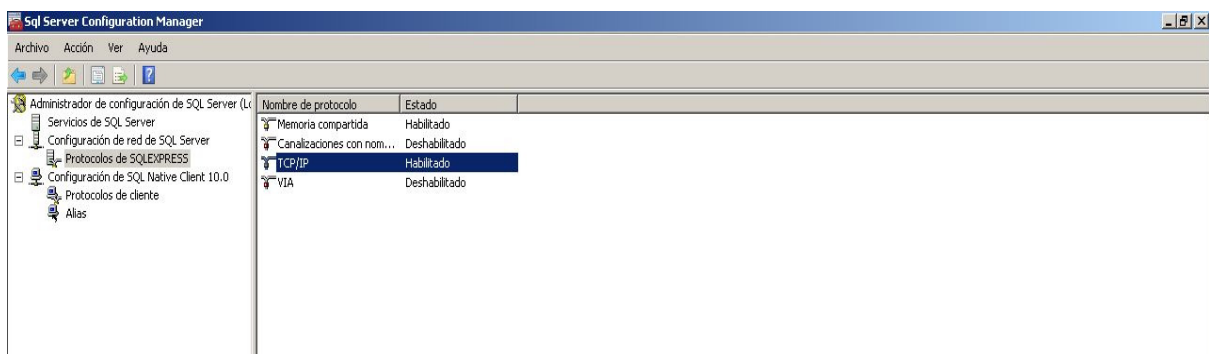 Sql Server Configuration Manager
Archivo Acción Ver Ayuda
Administrador de configuración de SQL Server (Lo
Servicios de SQL Server
Configuración de red de SQL Server
Protocolos de SQLEXPRESS
Configuración de SQL Native Client 10.0
Protocolos de cliente
Alias
Nombre de protocolo Estado
Memoria compartida Habilitado
Canalizaciones con nom... Deshabilitado
TCP/IP Habilitado
VIA Deshabilitado